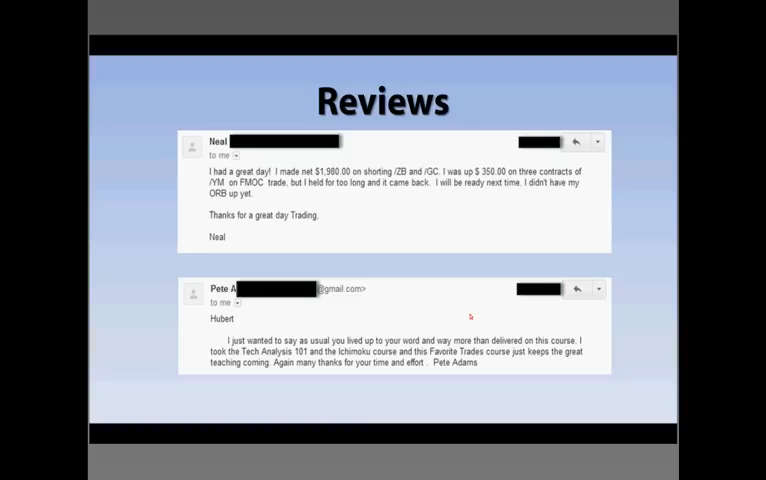 Reviews
Neal
to me
I had a great day! I made net $1,980.00 on shorting /ZB and /GC. I was up $ 350.00 on three contracts of
/YM on FMOC trade, but I held for too long and it came back. I will be ready next time. I didn't have my
ORB up yet.
Thanks for a great day Trading,
Neal
Pete A @gmail.com>
to me
Hubert
I just wanted to say as usual you lived up to your word and way more than delivered on this course. I
took the Tech Analysis 101 and the Ichimoku course and this Favorite Trades course just keeps the great
teaching coming. Again many thanks for your time and effort . Pete Adams